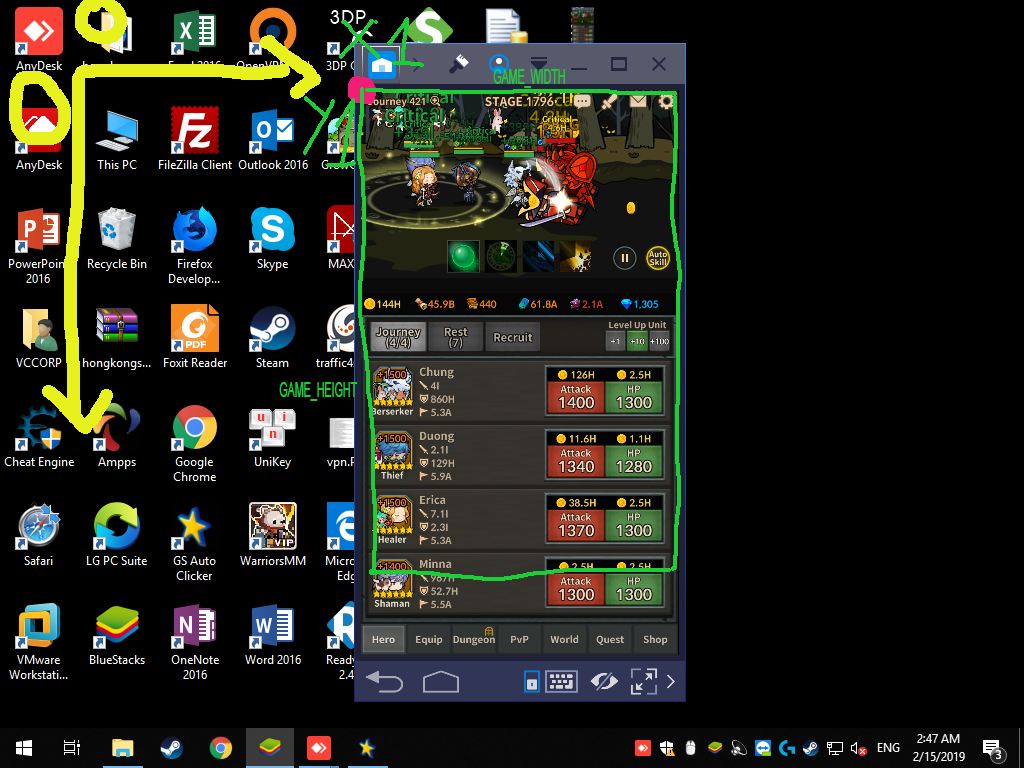 3DP
AnyDesk
3DP C
X 1
GAME_WIDTH
Y1
AnyDesk
This PC
FileZilla Client
Outlook 2016
PowerPoint 2016
Recycle Bin
Firefox Develop...
Skype
MAX
VCCORP
hongkongs...
Foxit Reader
Steam
traffic4
GAME_HEIGHT
Cheat Engine
Ampps
Google Chrome
UniKey
vpn.
Safari
LG PC Suite
GS Auto Clicker
WarriorsMM
VIP
VMware Workstati...
BlueStacks
OneNote 2016
Word 2016
Journey 421
STAGE 1796
Critical
critical
Critical
4.6H
Auto Skill
144H
45.9B
440
61.8A
2.1A
1,305
Journey (4/4)
Rest (7)
Recruit
Level Up Unit
+1 +10 +100
+1500
Berserker
Chung
4I
860H
5.3A
126H
2.5H
Attack 1400
HP 1300
+1500
Thief
Duong
2.1I
129H
5.9A
11.6H
1.1H
Attack 1340
HP 1280
+1500
Healer
Erica
7.1I
2.3I
5.3A
38.5H
2.5H
Attack 1370
HP 1300
+1400
Shaman
Minna
967H
52.7H
5.5A
2.5H
2.5H
Attack 1300
HP 1300
Hero
Equip
Dungeon
PvP
World
Quest
Shop
ENG
2:47 AM
2/15/2019
3